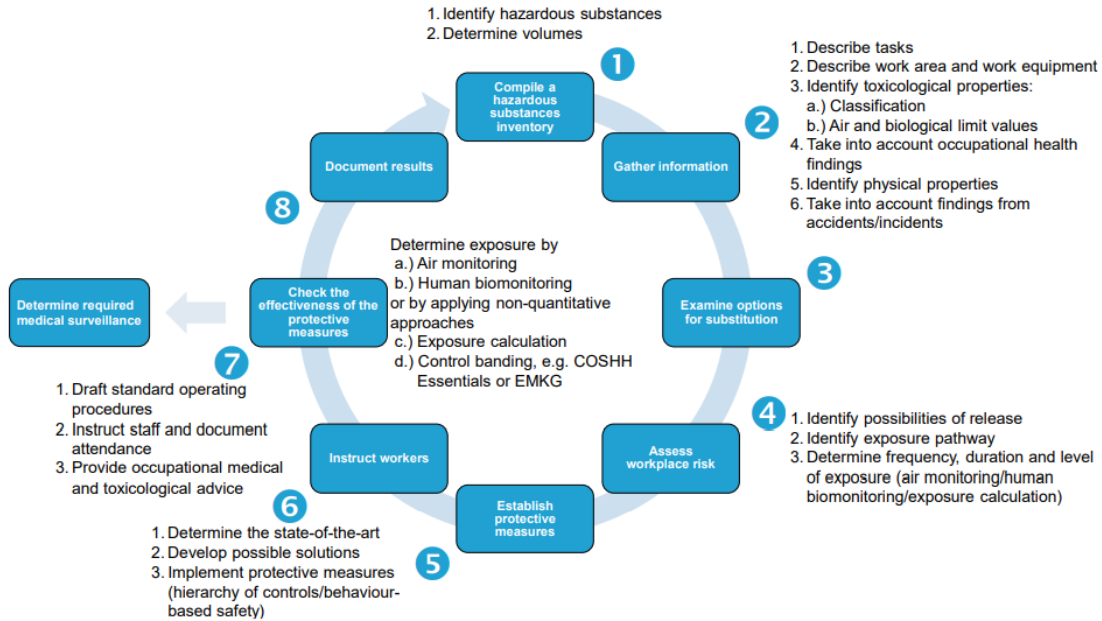 1. Identify hazardous substances
2. Determine volumes
1
Compile a
hazardous
substances
inventory
2
1. Describe tasks
2. Describe work area and work equipment
3. Identify toxicological properties:
a.) Classification
b.) Air and biological limit values
4. Take into account occupational health
findings
5. Identify physical properties
6. Take into account findings from
accidents/incidents
Gather information
3
Examine options
for substitution
4
1. Identify possibilities of release
2. Identify exposure pathway
3. Determine frequency, duration and level
of exposure (air monitoring/human
biomonitoring/exposure calculation)
Assess
workplace risk
Establish
protective
measures
5
1. Determine the state-of-the-art
2. Develop possible solutions
3. Implement protective measures
(hierarchy of controls/behaviour-
based safety)
Instruct workers
6
1. Draft standard operating
procedures
2. Instruct staff and document
attendance
3. Provide occupational medical
and toxicological advice
7
Check the
effectiveness of the
protective measures
Determine exposure by
a.) Air monitoring
b.) Human biomonitoring
or by applying non-quantitative
approaches
c.) Exposure calculation
d.) Control banding, e.g. COSHH
Essentials or EMKG
Determine required
medical surveillance
8
Document results